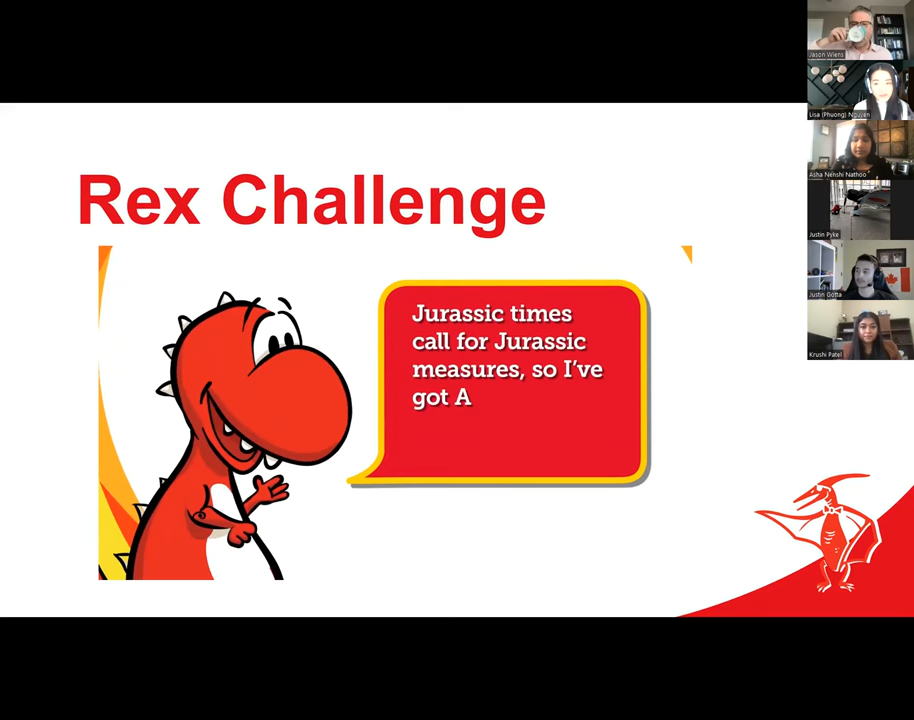 Rex Challenge
Jurassic times
call for Jurassic
measures, so I've
got A
Jason Wiens
Lisa (Phuong) Nguyen
Asha Nenshi Nathoo
Justin Pyke
Justin Gotta
Krushi Patel